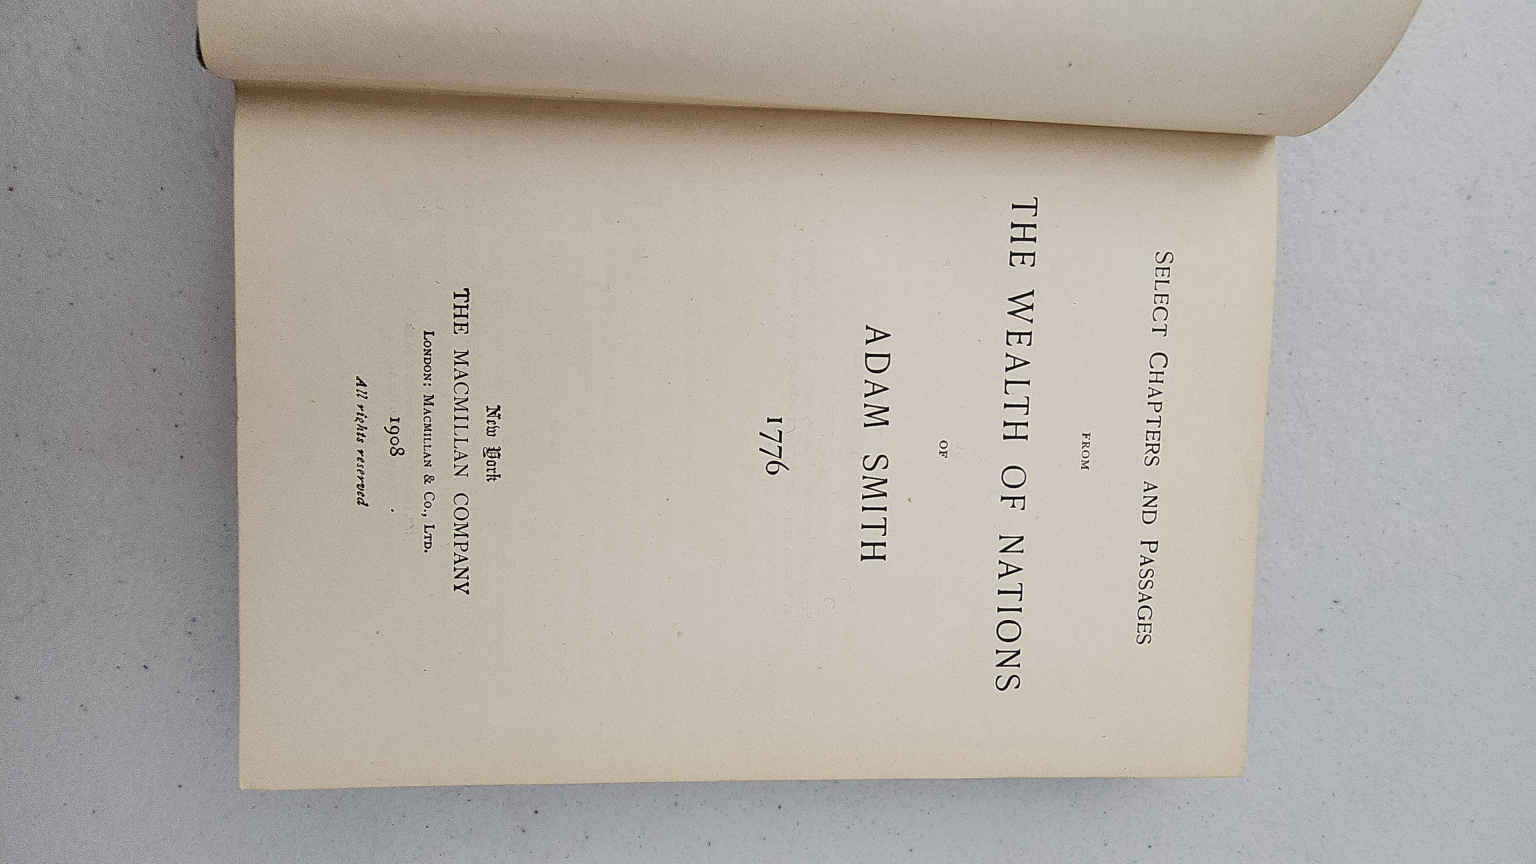 SELECT CHAPTERS AND PASSAGES
FROM
THE WEALTH OF NATIONS
OF
ADAM SMITH
1776
New York
THE MACMILLAN COMPANY
LONDON: MACMILLAN & CO., LTD.
1908
All rights reserved